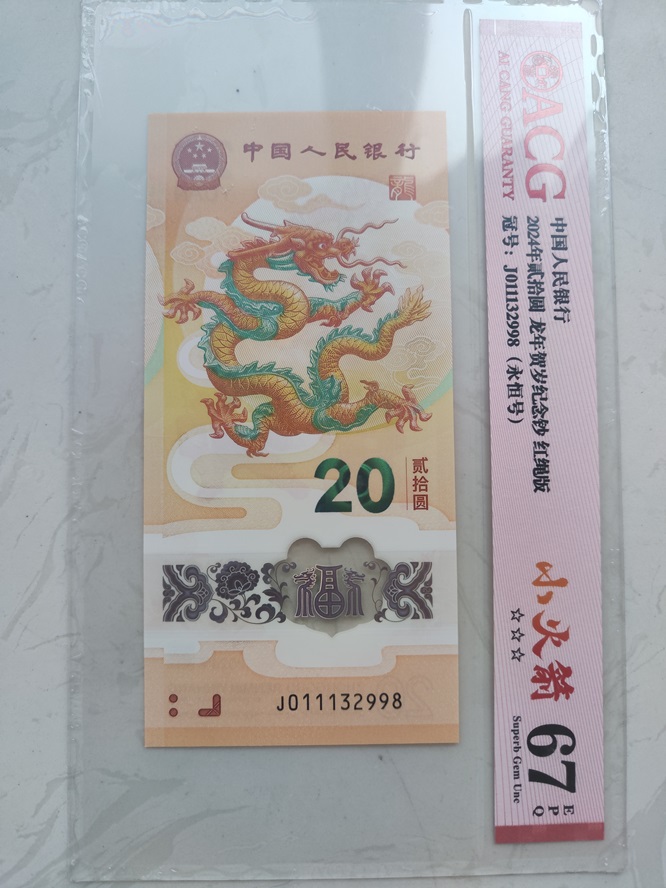 中国人民银行
龍
20
贰拾圆
福
J011132998
ACG
AI CANG GUARANTY
中国人民银行
2024年贰拾圆 龙年贺岁纪念钞 红绳版
冠号：J011132998（永恒号）
小火箭
☆☆☆
67
EPQ
Superb Gem Unc